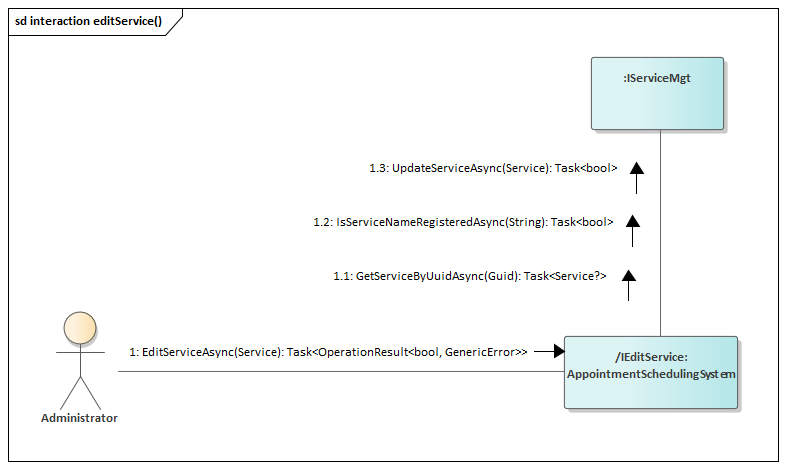 sd interaction editService()
:IServiceMgt
1.3: UpdateServiceAsync(Service): Task<bool>
1.2: IsServiceNameRegisteredAsync(String): Task<bool>
1.1: GetServiceByUuidAsync(Guid): Task<Service?>
1: EditServiceAsync(Service): Task<OperationResult<bool, GenericError>>
/IEditService:
AppointmentSchedulingSystem
Administrator